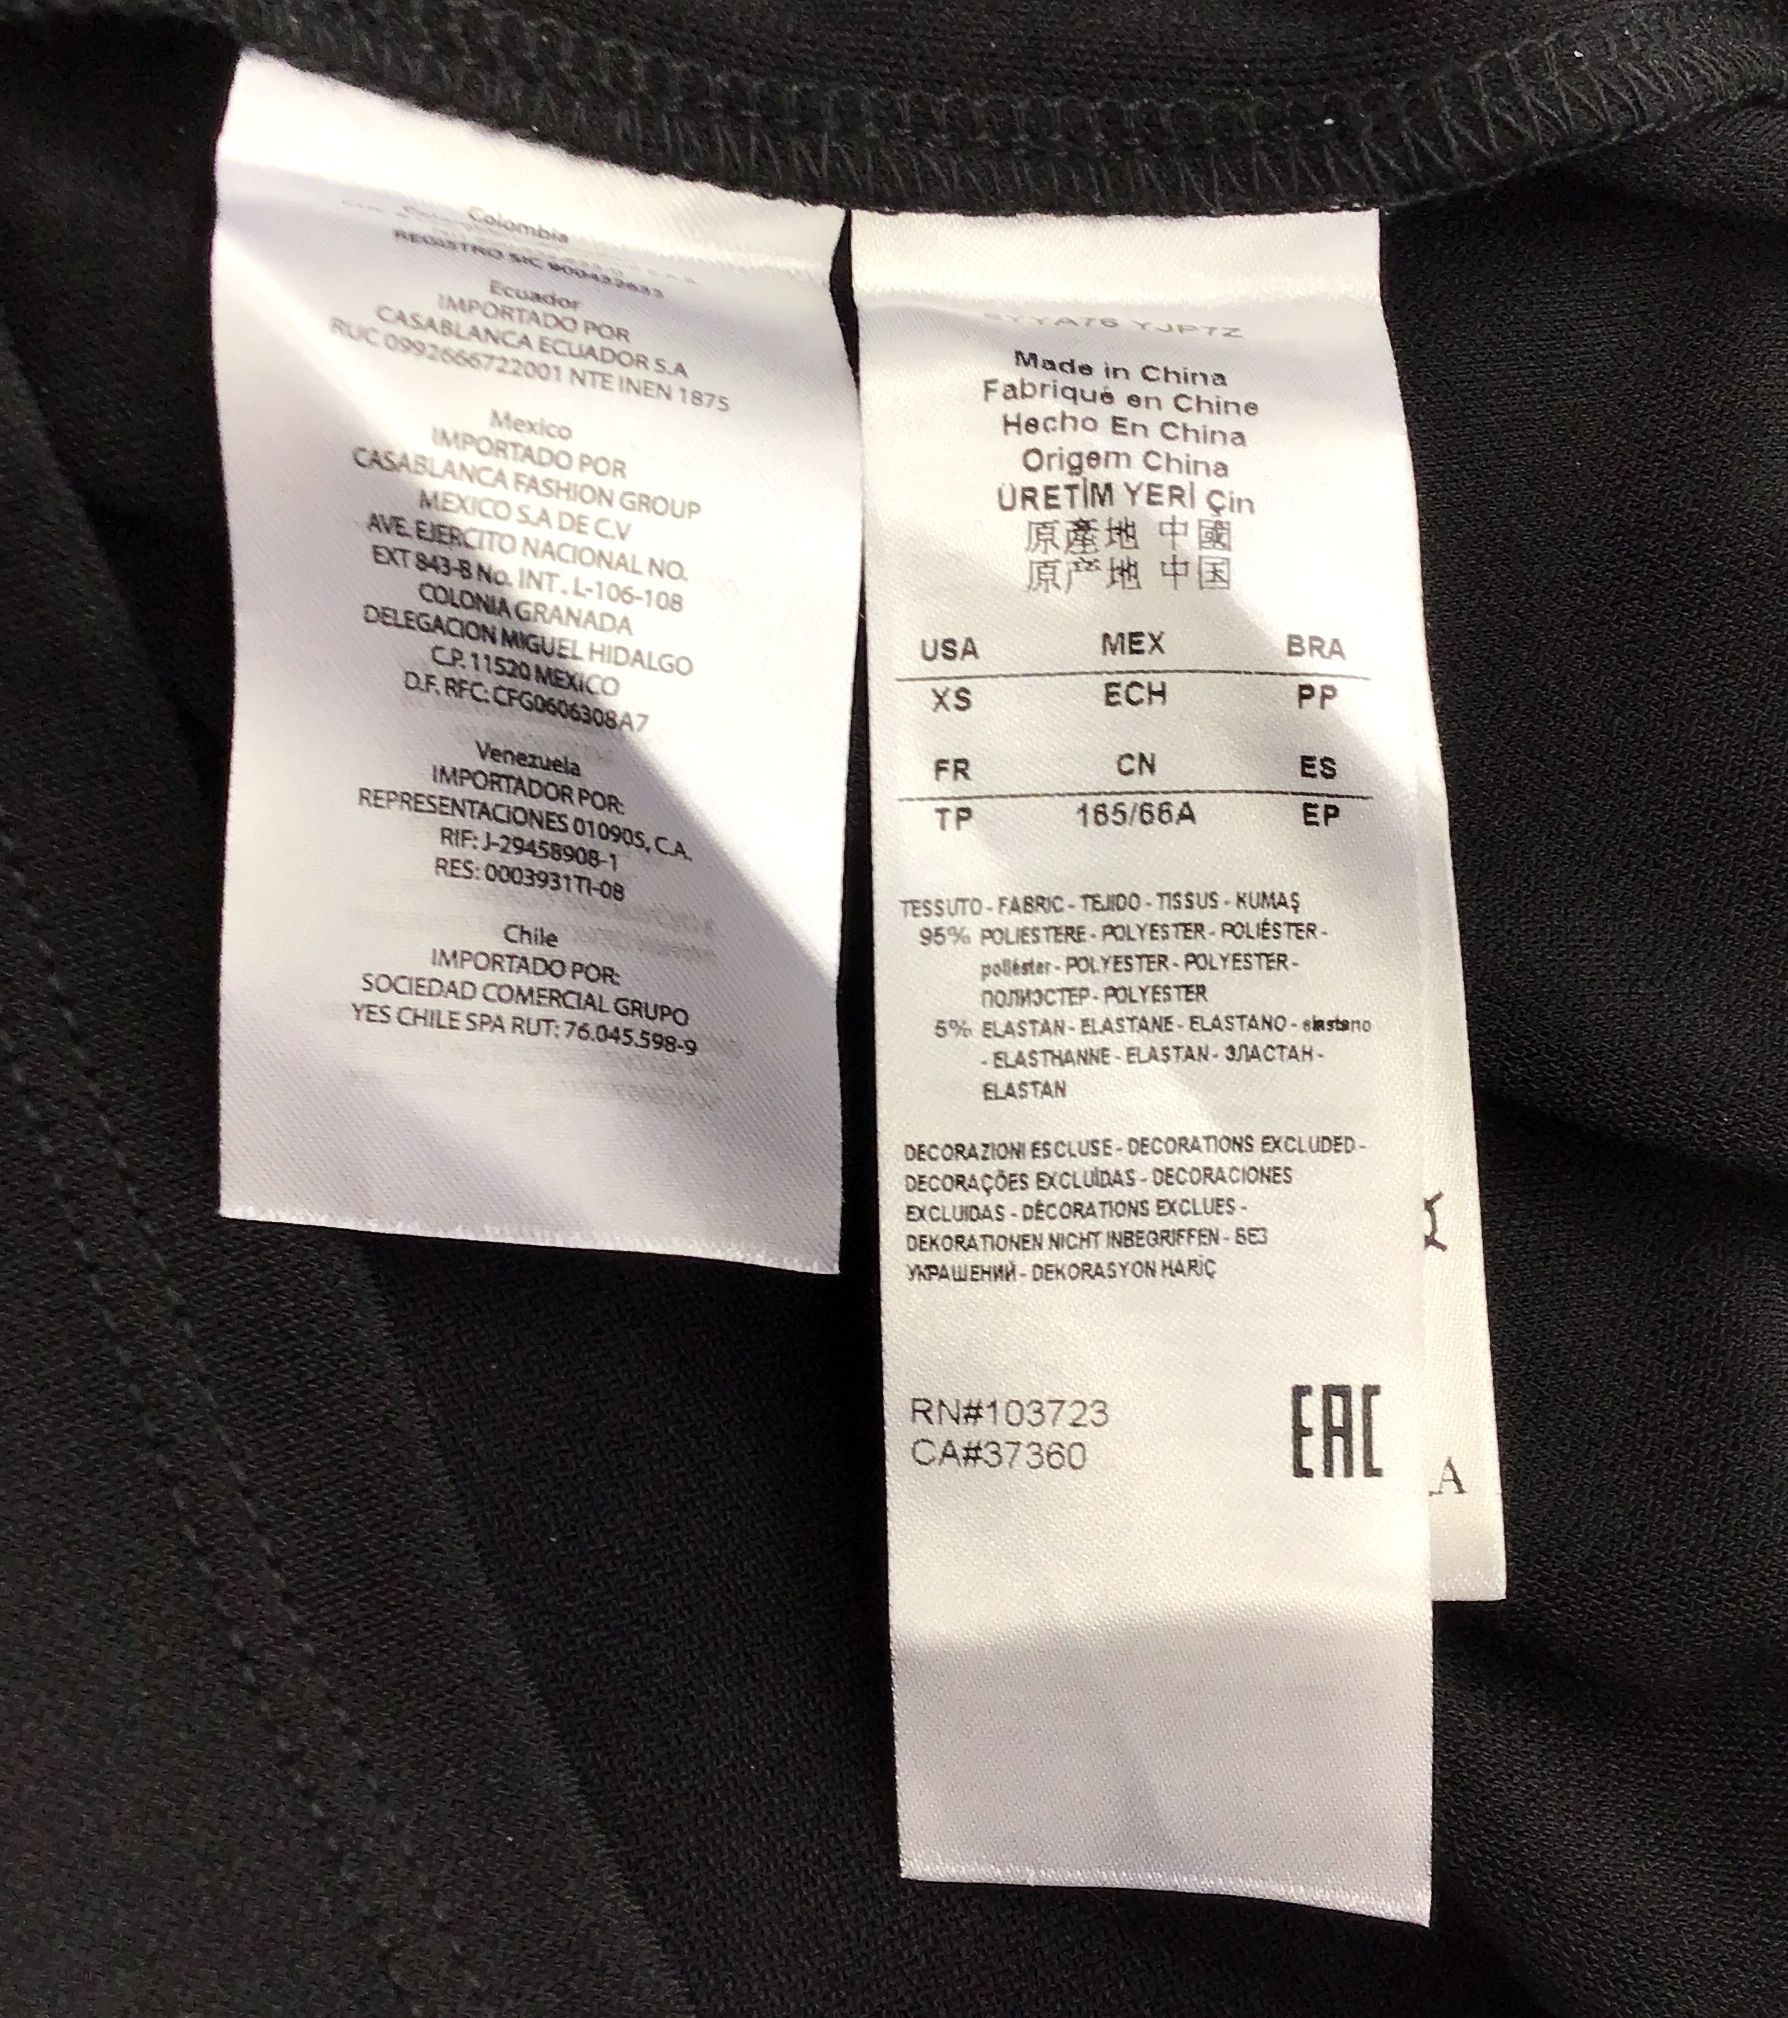 Colombia
REGISTRO SIC 900432633
Ecuador
IMPORTADO POR
CASABLANCA ECUADOR S.A
RUC 0992666722001 NTE INEN 1875
Mexico
IMPORTADO POR
CASABLANCA FASHION GROUP
MEXICO S.A DE C.V
AVE. EJERCITO NACIONAL NO.
EXT 843-B No. INT. L-106-108
COLONIA GRANADA
DELEGACION MIGUEL HIDALGO
C.P. 11520 MEXICO
D.F. RFC: CFG0606308A7
Venezuela
IMPORTADOR POR:
REPRESENTACIONES 010905, C.A.
RIF: J-29458908-1
RES: 0003931TI-08
Chile
IMPORTADO POR:
SOCIEDAD COMERCIAL GRUPO
YES CHILE SPA RUT: 76.045.598-9
YJP7Z
Made in China
Fabriqué en Chine
Hecho En China
Origem China
ÜRETİM YERİ Çin
原產地 中國
原产地 中国
USA MEX BRA
XS ECH PP
FR CN ES
TP 165/66A EP
TESSUTO - FABRIC - TEJIDO - TISSUS - KUMAŞ
95% POLIESTERE - POLYESTER - POLIÉSTER -
poliéster - POLYESTER - POLYESTER -
ПОЛИЭСТЕР - POLYESTER
5% ELASTAN - ELASTANE - ELASTANO - elastano
- ELASTHANNE - ELASTAN - ЭЛАСТАН -
ELASTAN
DECORAZIONI ESCLUSE - DECORATIONS EXCLUDED -
DECORAÇÕES EXCLUÍDAS - DECORACIONES
EXCLUIDAS - DÉCORATIONS EXCLUES -
DEKORATIONEN NICHT INBEGRIFFEN - БЕЗ
УКРАШЕНИЙ - DEKORASYON HARİÇ
RN#103723
CA#37360
EAC
A